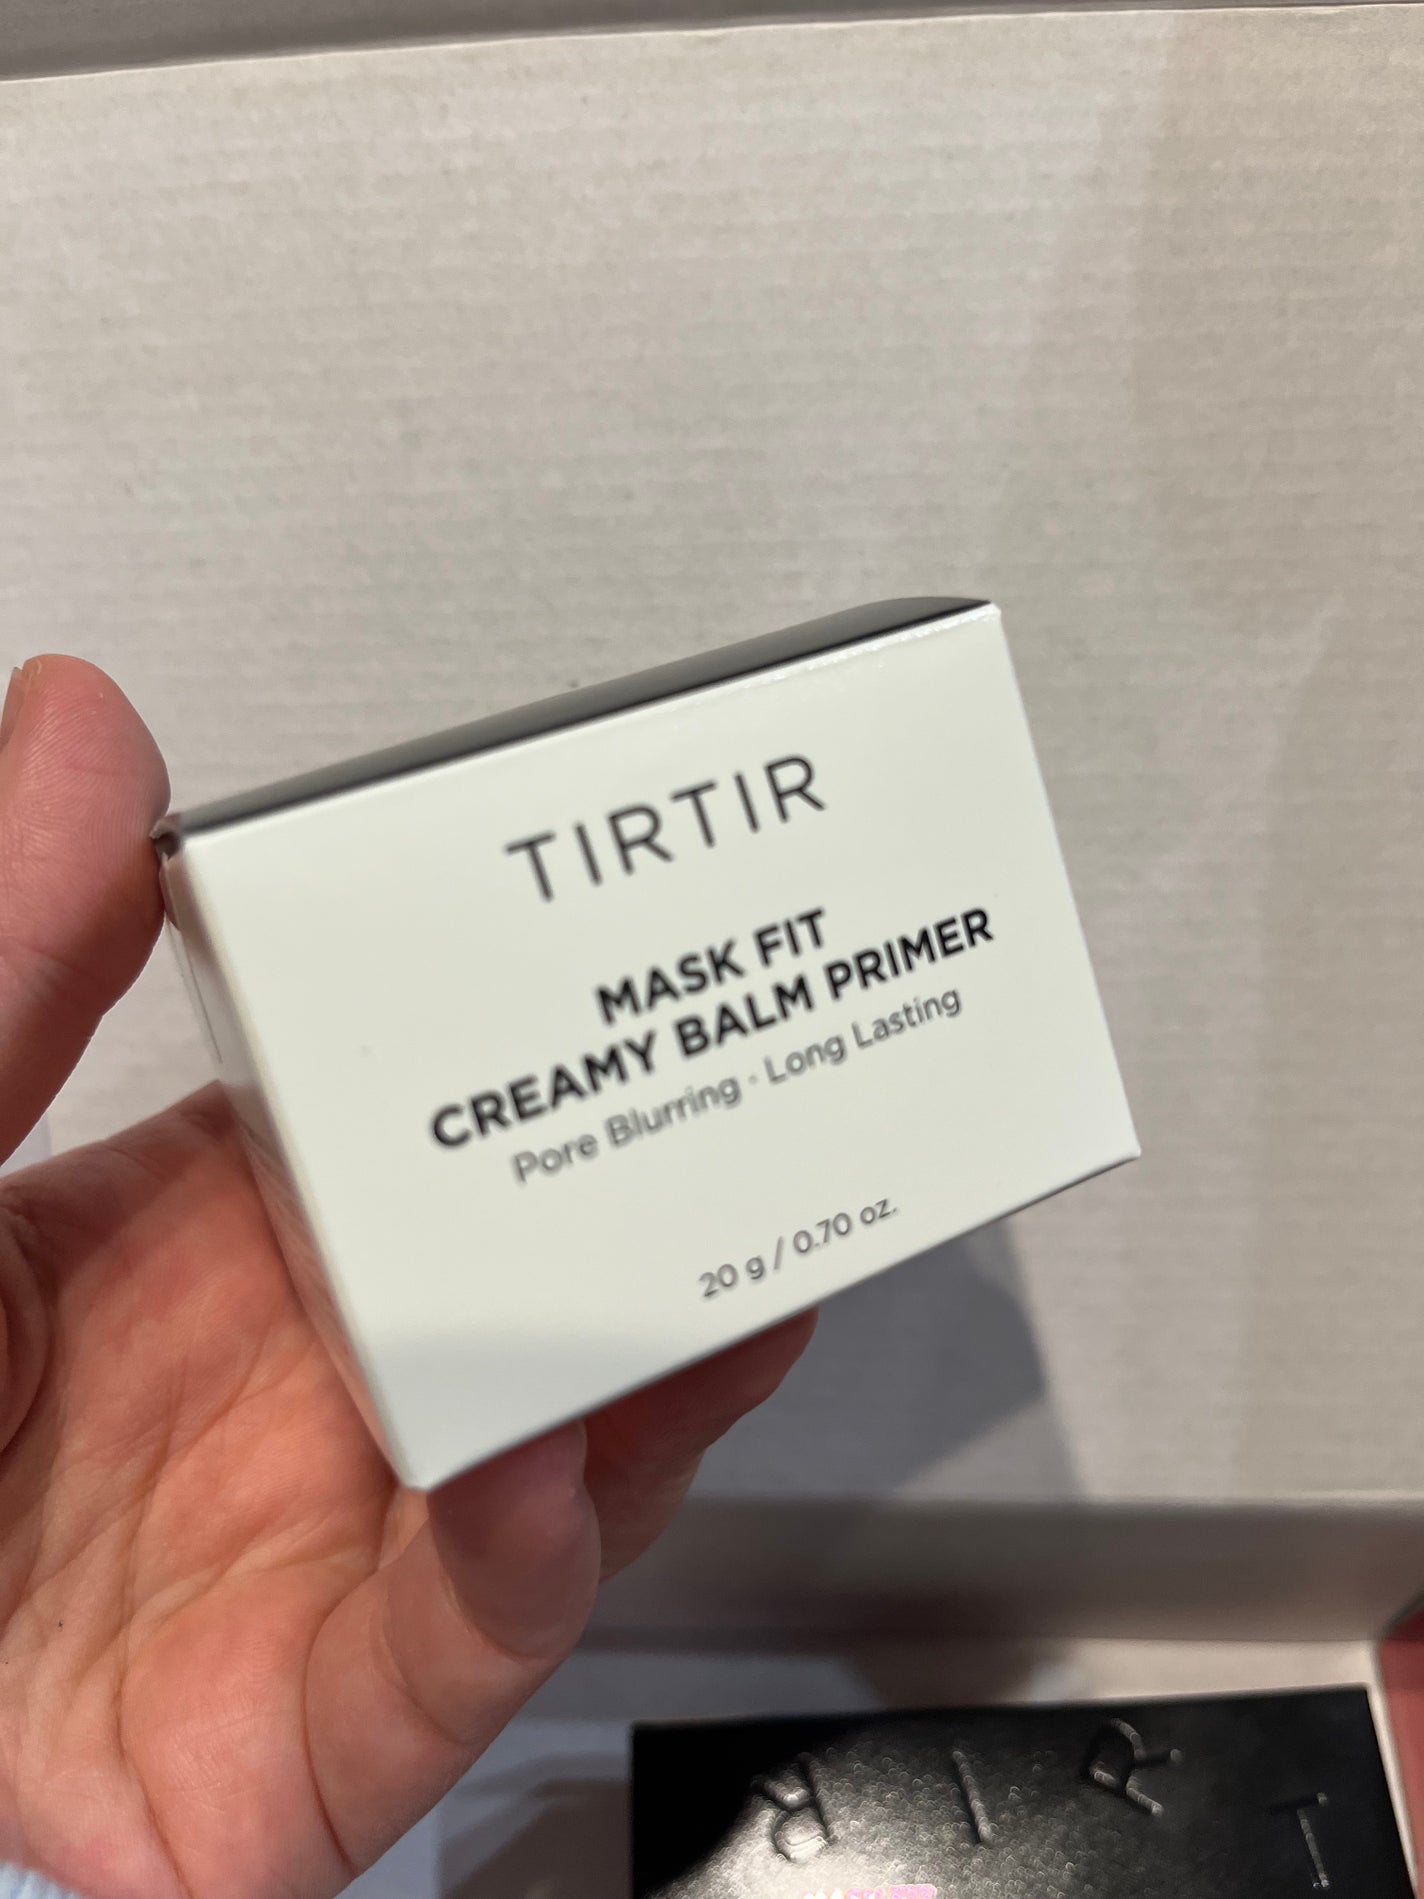 TIRTIR
MASK FIT
CREAMY BALM PRIMER
Pore Blurring · Long Lasting
20 g / 0.70 oz.
R I R T